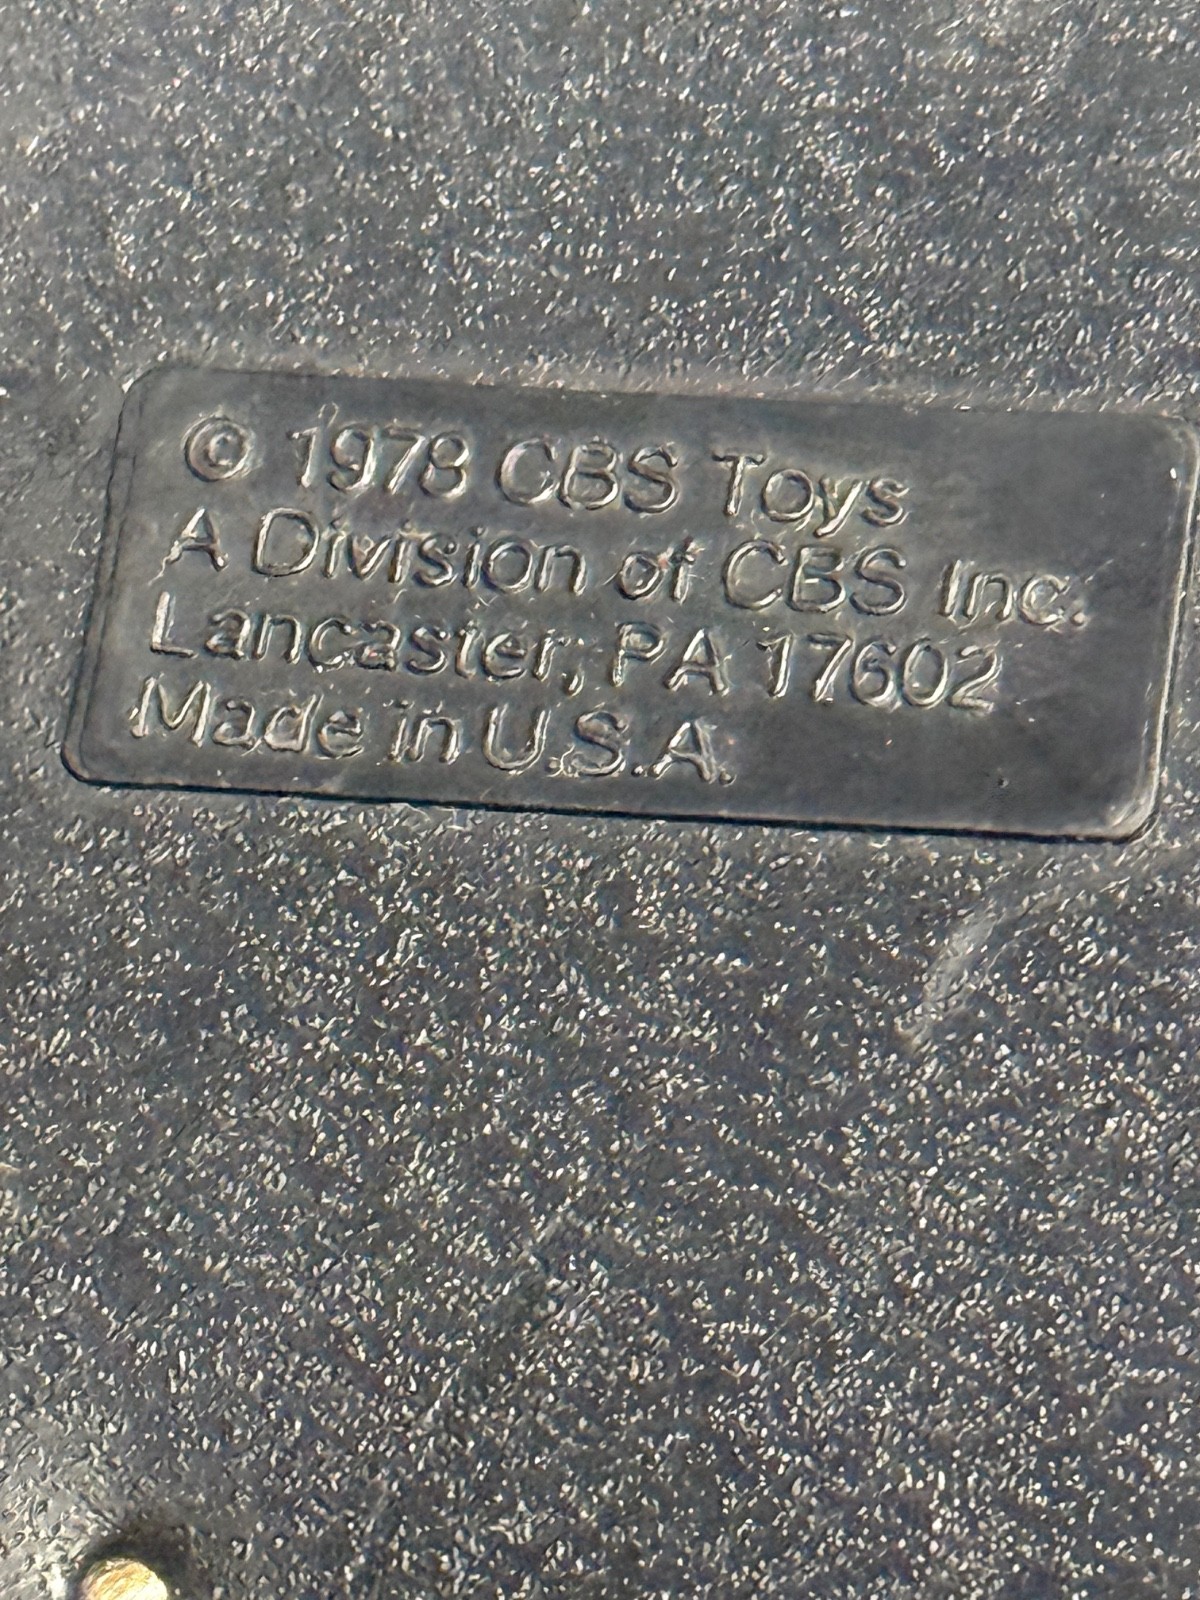 © 1978 CBS Toys
A Division of CBS Inc.
Lancaster, PA 17602
Made in U.S.A.